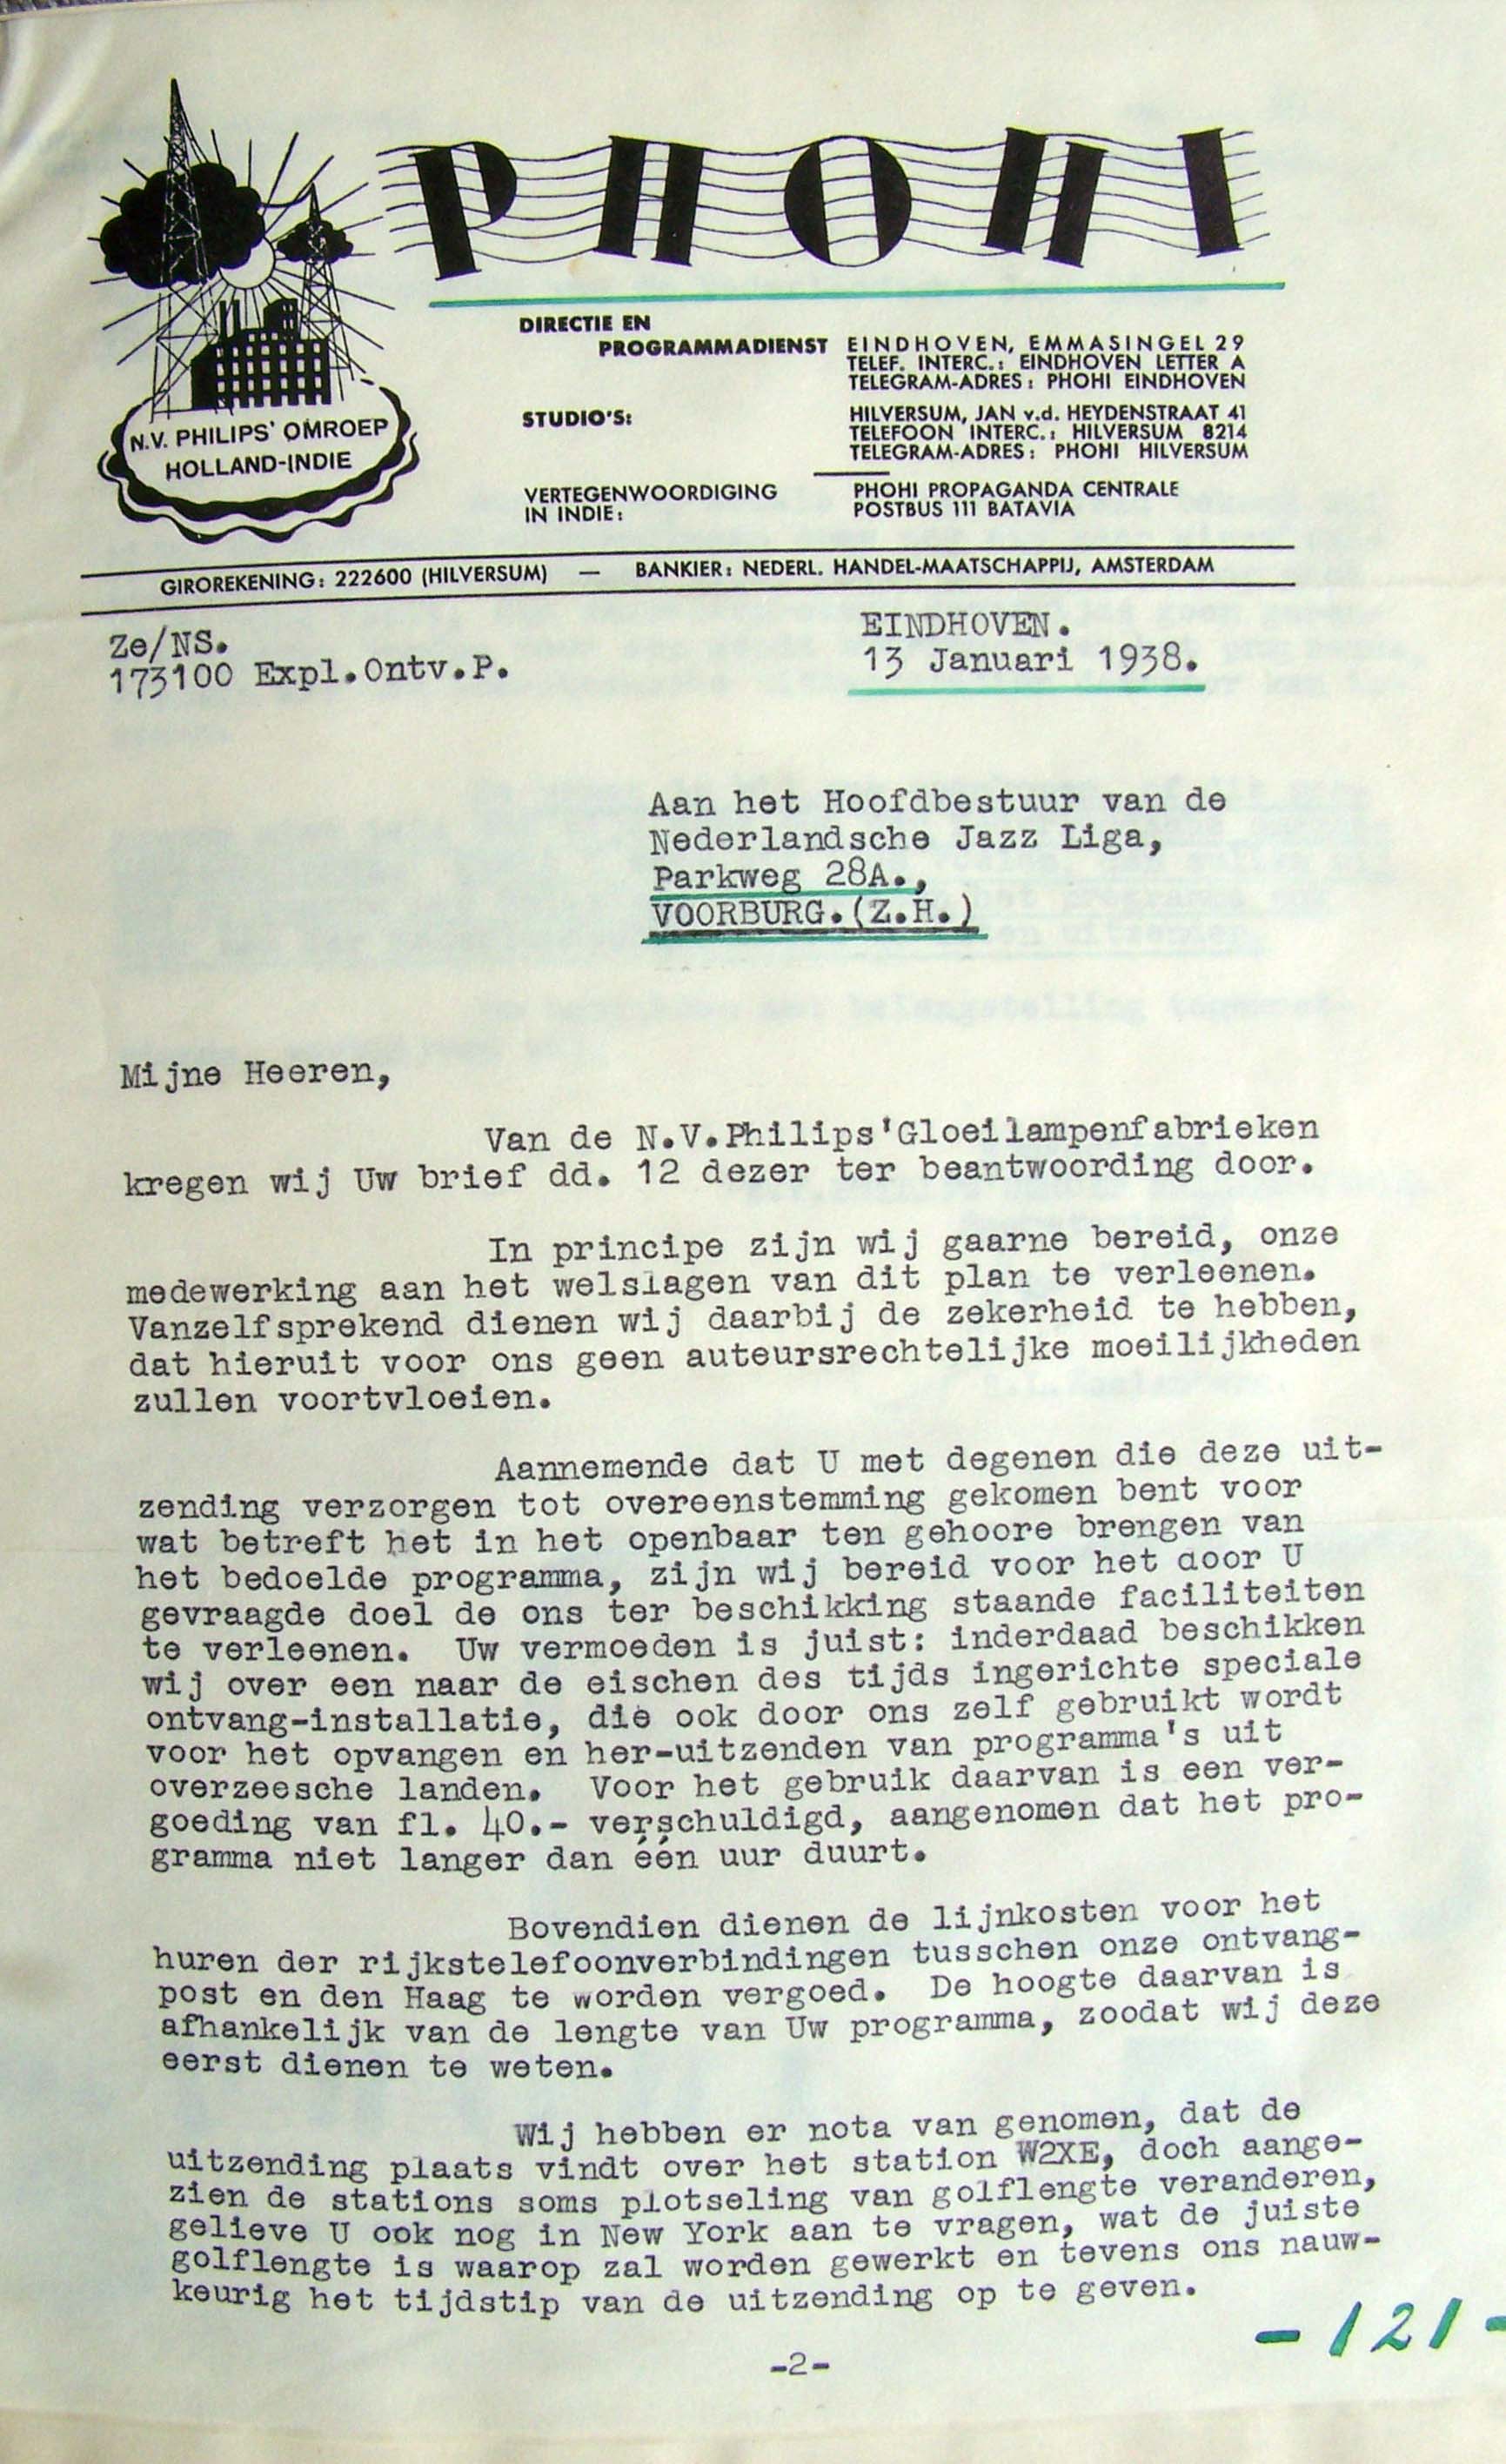 PHOHI
N.V. PHILIPS' OMROEP
HOLLAND-INDIE
DIRECTIE EN
PROGRAMMADIENST EINDHOVEN, EMMASINGEL 29
TELEF. INTERC.: EINDHOVEN LETTER A
TELEGRAM-ADRES: PHOHI EINDHOVEN
STUDIO'S: HILVERSUM, JAN v.d. HEYDENSTRAAT 41
TELEFOON INTERC.: HILVERSUM 8214
TELEGRAM-ADRES: PHOHI HILVERSUM
VERTEGENWOORDIGING PHOHI PROPAGANDA CENTRALE
IN INDIE: POSTBUS 111 BATAVIA
GIROREKENING: 222600 (HILVERSUM) — BANKIER: NEDERL. HANDEL-MAATSCHAPPIJ, AMSTERDAM
Ze/NS. EINDHOVEN.
173100 Expl.Ontv.P. 13 Januari 1938.
Aan het Hoofdbestuur van de
Nederlandsche Jazz Liga,
Parkweg 28A.,
VOORBURG.(Z.H.)
Mijne Heeren,
Van de N.V.Philips'Gloeilampenfabrieken
kregen wij Uw brief dd. 12 dezer ter beantwoording door.
In principe zijn wij gaarne bereid, onze
medewerking aan het welslagen van dit plan te verleenen.
Vanzelfsprekend dienen wij daarbij de zekerheid te hebben,
dat hieruit voor ons geen auteursrechtelijke moeilijkheden
zullen voortvloeien.
Aannemende dat U met degenen die deze uit-
zending verzorgen tot overeenstemming gekomen bent voor
wat betreft het in het openbaar ten gehoore brengen van
het bedoelde programma, zijn wij bereid voor het door U
gevraagde doel de ons ter beschikking staande faciliteiten
te verleenen. Uw vermoeden is juist: inderdaad beschikken
wij over een naar de eischen des tijds ingerichte speciale
ontvang-installatie, die ook door ons zelf gebruikt wordt
voor het opvangen en her-uitzenden van programma's uit
overzeesche landen. Voor het gebruik daarvan is een ver-
goeding van fl. 40.- verschuldigd, aangenomen dat het pro-
gramma niet langer dan één uur duurt.
Bovendien dienen de lijnkosten voor het
huren der rijkstelefoonverbindingen tusschen onze ontvang-
post en den Haag te worden vergoed. De hoogte daarvan is
afhankelijk van de lengte van Uw programma, zoodat wij deze
eerst dienen te weten.
Wij hebben er nota van genomen, dat de
uitzending plaats vindt over het station W2XE, doch aange-
zien de stations soms plotseling van golflengte veranderen,
gelieve U ook nog in New York aan te vragen, wat de juiste
golflengte is waarop zal worden gewerkt en tevens ons nauw-
keurig het tijdstip van de uitzending op te geven.
-2-
-121-